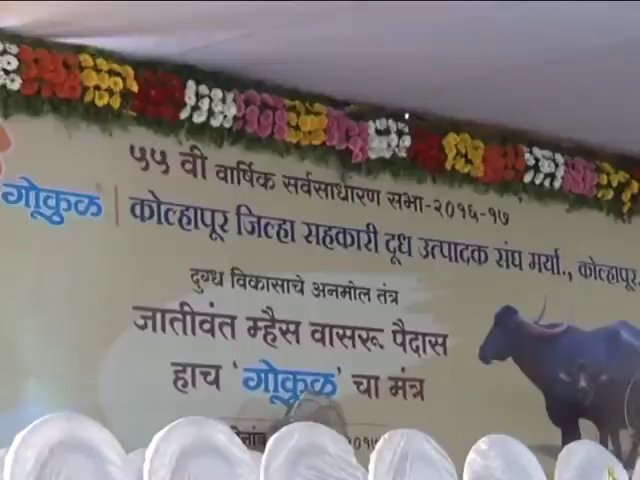 ५५ वी वार्षिक सर्वसाधारण सभा-२०१६-१७
गोकुळ | कोल्हापूर जिल्हा सहकारी दूध उत्पादक संघ मर्या., कोल्हापूर.
दुग्ध विकासाचे अनमोल तंत्र
जातीवंत म्हैस वासरू पैदास
हाच 'गोकुळ' चा मंत्र